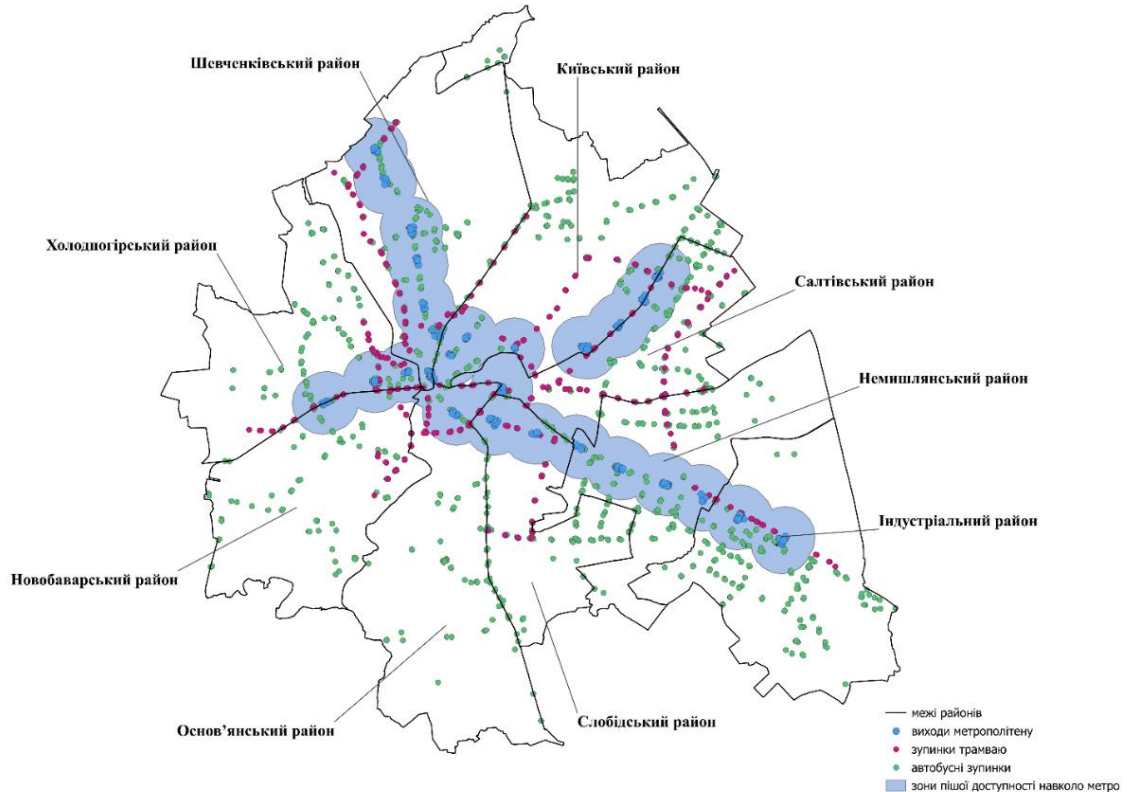 Шевченківський район
Київський район
Холодногірський район
Салтівський район
Немишлянський район
Індустріальний район
Новобаварський район
Основ’янський район
Слобідський район
межі районів
виходи метрополітену
зупинки трамваю
автобусні зупинки
зони пішої доступності навколо метро